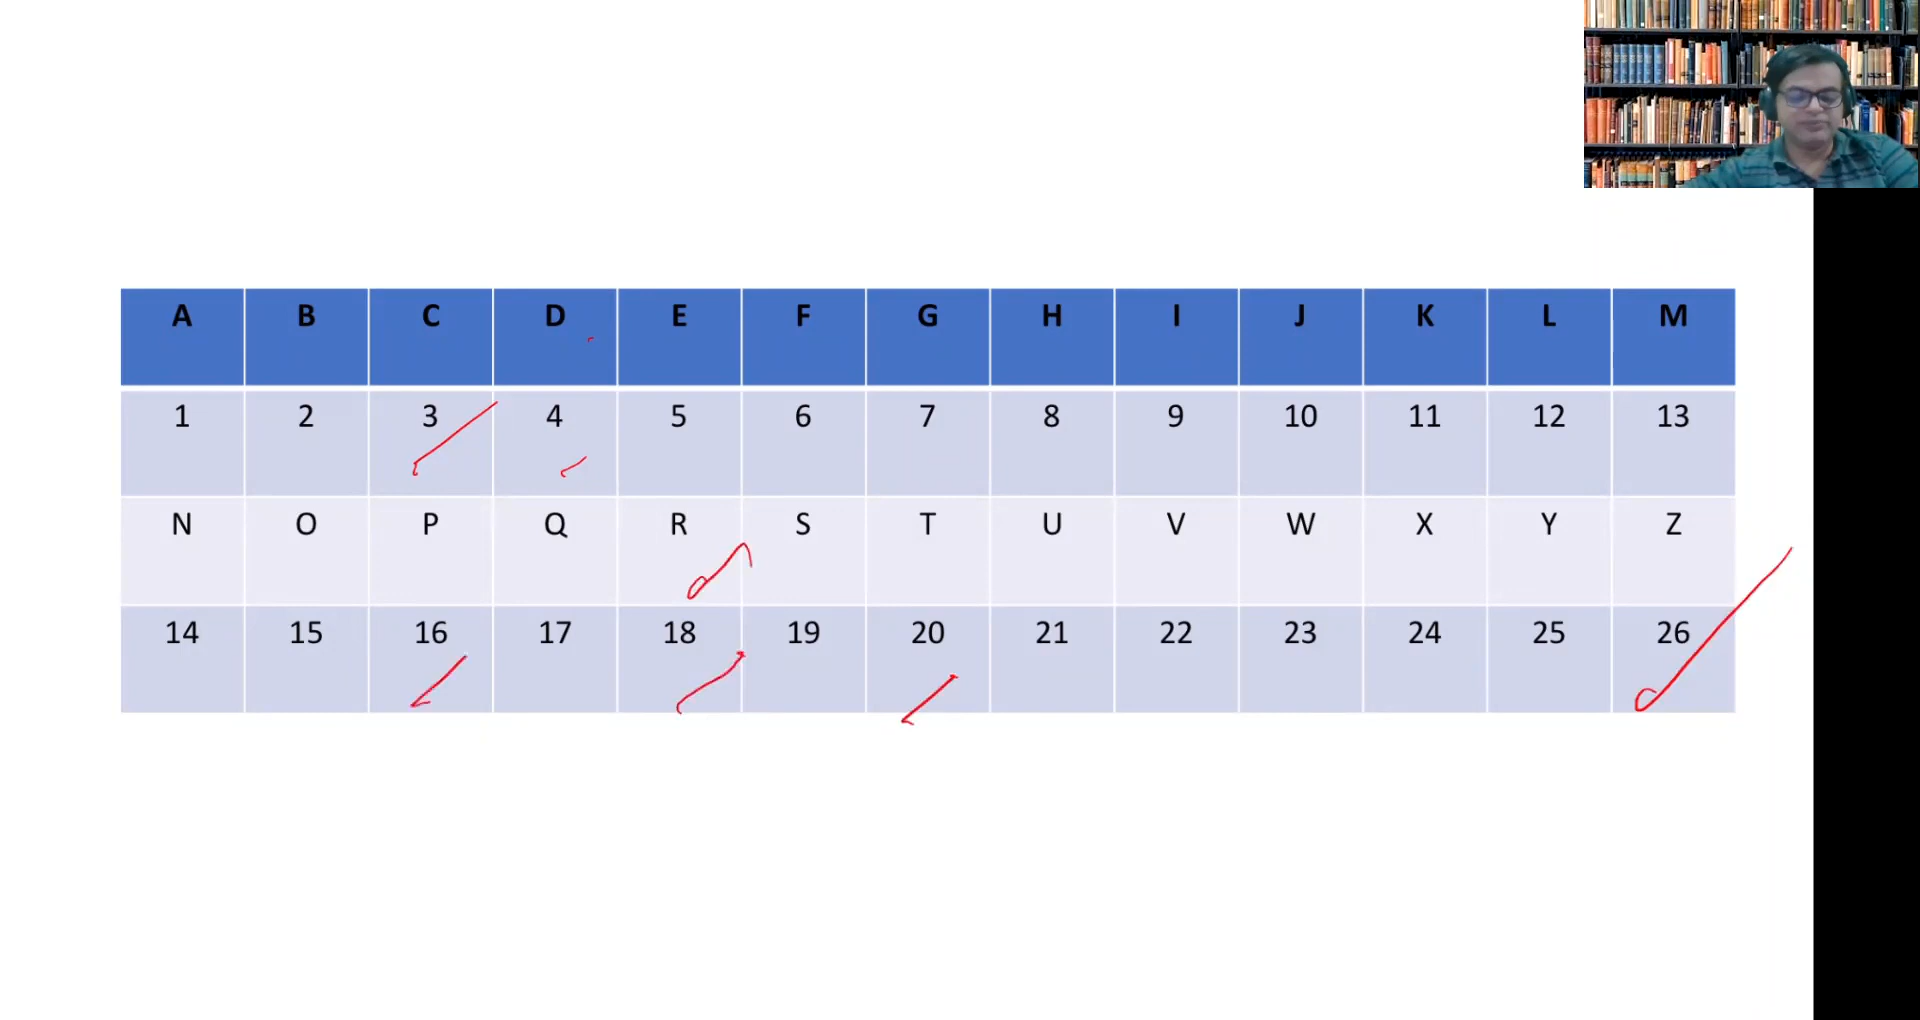 A B C D E F G H I J K L M
1 2 3 4 5 6 7 8 9 10 11 12 13
N O P Q R S T U V W X Y Z
14 15 16 17 18 19 20 21 22 23 24 25 26